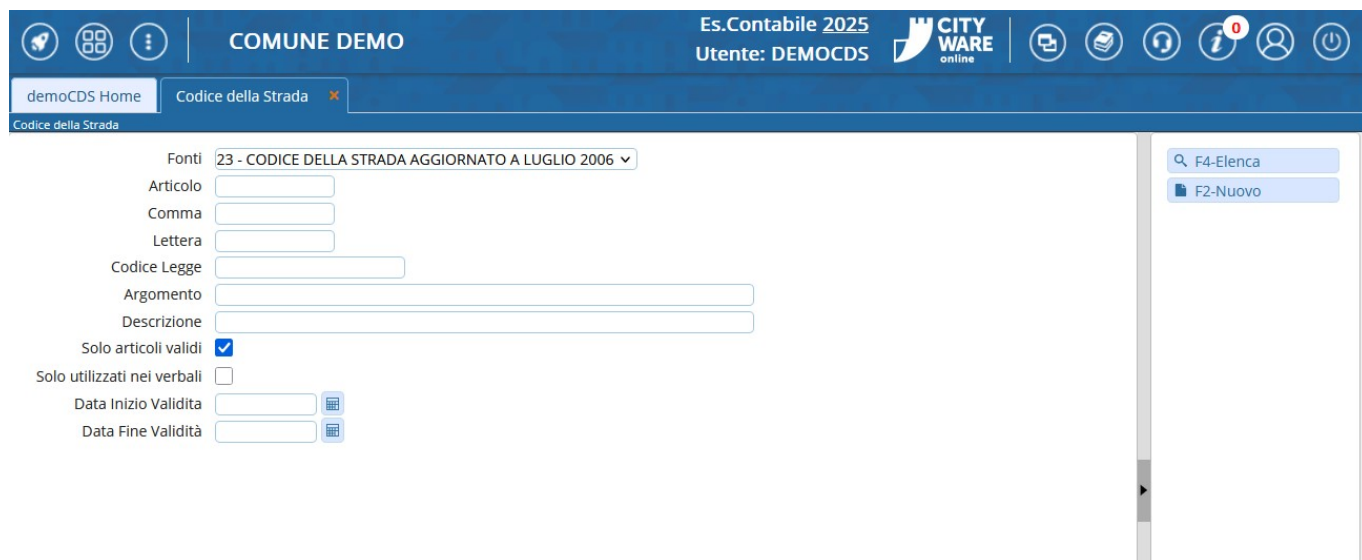 COMUNE DEMO
Es.Contabile 2025
Utente: DEMOCDS
CITY
WARE
online
0
demoCDS Home
Codice della Strada
Codice della Strada
Fonti 23 - CODICE DELLA STRADA AGGIORNATO A LUGLIO 2006
Articolo
Comma
Lettera
Codice Legge
Argomento
Descrizione
Solo articoli validi
Solo utilizzati nei verbali
Data Inizio Validita
Data Fine Validità
F4-Elenca
F2-Nuovo